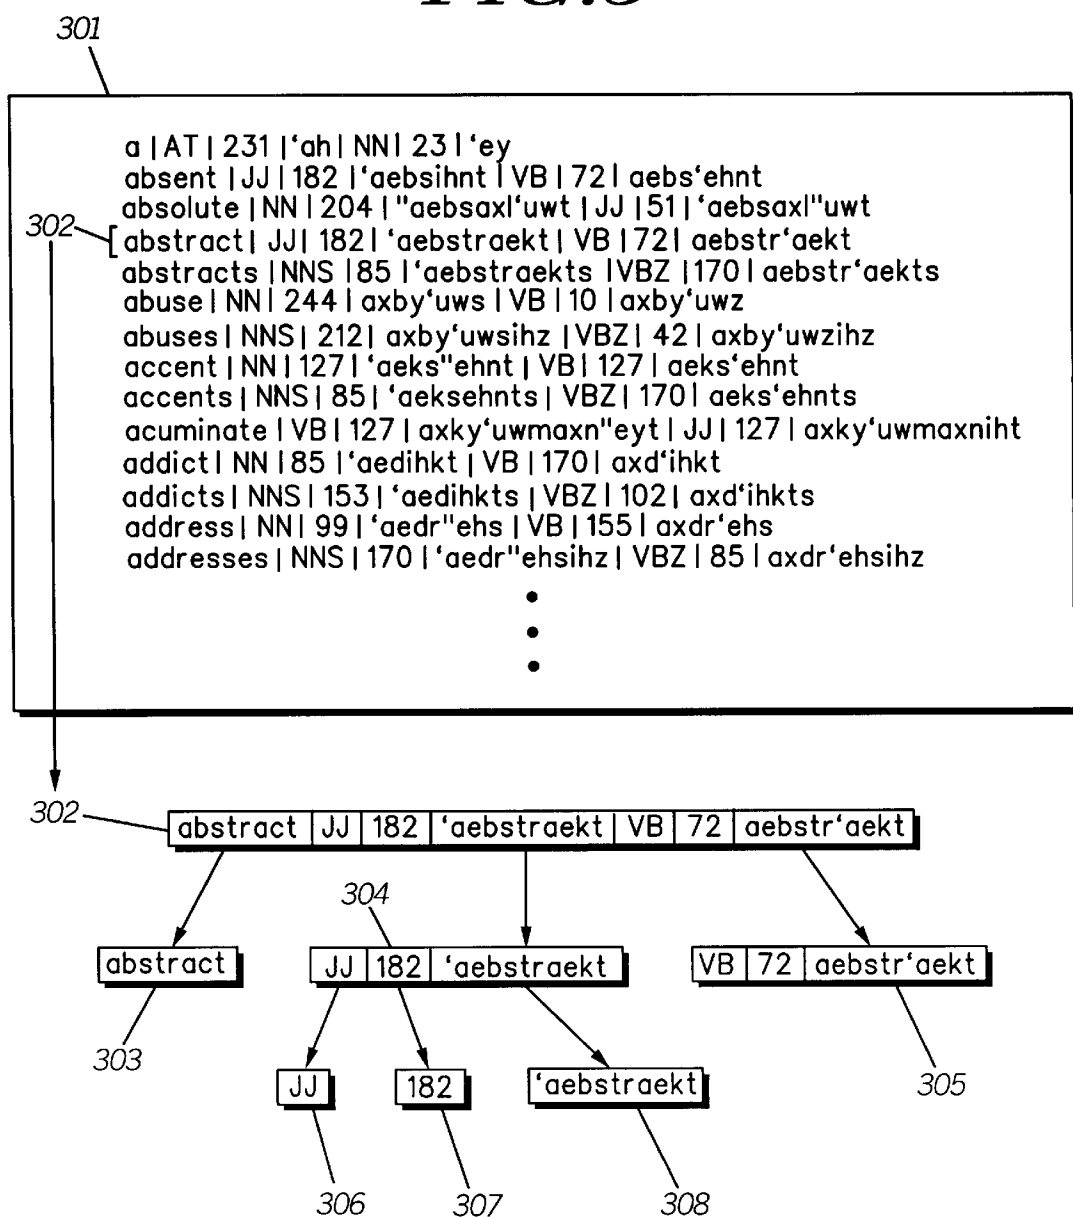 FIG.3
301
a | AT | 231 | ‘ah | NN | 23 | ‘ey
absent | JJ | 182 | ‘aebsihnt | VB | 72 | aebs‘ehnt
absolute | NN | 204 | "aebsaxl‘uwt | JJ | 51 | ‘aebsaxl"uwt
302 [ abstract | JJ | 182 | ‘aebstraekt | VB | 72 | aebstr‘aekt
abstracts | NNS | 85 | ‘aebstraekts | VBZ | 170 | aebstr‘aekts
abuse | NN | 244 | axby‘uws | VB | 10 | axby‘uwz
abuses | NNS | 212 | axby‘uwsihz | VBZ | 42 | axby‘uwzihz
accent | NN | 127 | ‘aeks"ehnt | VB | 127 | aeks‘ehnt
accents | NNS | 85 | ‘aeksehnts | VBZ | 170 | aeks‘ehnts
acuminate | VB | 127 | axky‘uwmaxn"eyt | JJ | 127 | axky‘uwmaxniht
addict | NN | 85 | ‘aedihkt | VB | 170 | axd‘ihkt
addicts | NNS | 153 | ‘aedihkts | VBZ | 102 | axd‘ihkts
address | NN | 99 | ‘aedr"ehs | VB | 155 | axdr‘ehs
addresses | NNS | 170 | ‘aedr"ehsihz | VBZ | 85 | axdr‘ehsihz
302 abstract | JJ | 182 | ‘aebstraekt | VB | 72 | aebstr‘aekt
304
abstract JJ | 182 | ‘aebstraekt VB | 72 | aebstr‘aekt
303
JJ 182 ‘aebstraekt 305
306 307 308